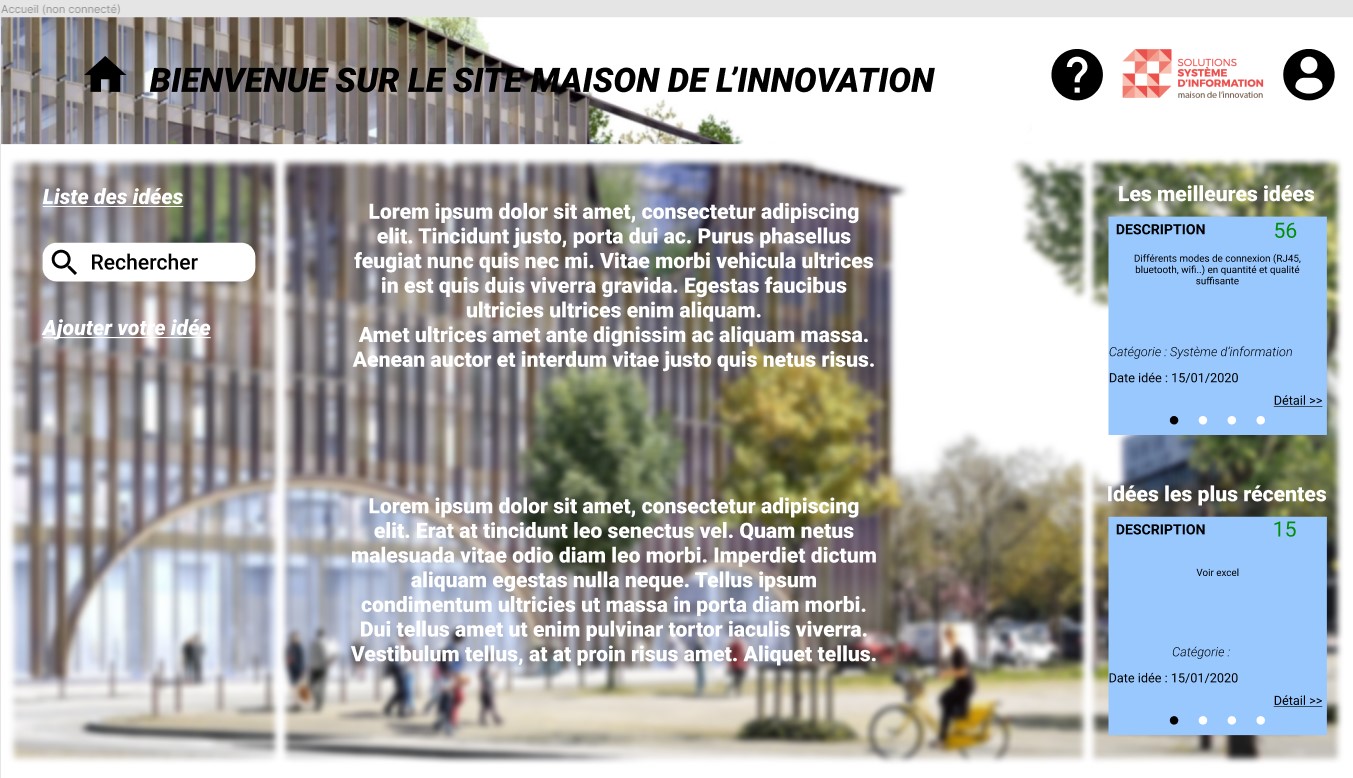 Accueil (non connecté)
BIENVENUE SUR LE SITE MAISON DE L'INNOVATION
SOLUTIONS
SYSTÈME
D'INFORMATION
maison de l'innovation
Liste des idées
Rechercher
Ajouter votre idée
Lorem ipsum dolor sit amet, consectetur adipiscing
elit. Tincidunt justo, porta dui ac. Purus phasellus
feugiat nunc quis nec mi. Vitae morbi vehicula ultrices
in est quis duis viverra gravida. Egestas faucibus
ultricies ultrices enim aliquam.
Amet ultrices amet ante dignissim ac aliquam massa.
Aenean auctor et interdum vitae justo quis netus risus.
Lorem ipsum dolor sit amet, consectetur adipiscing
elit. Erat at tincidunt leo senectus vel. Quam netus
malesuada vitae odio diam leo morbi. Imperdiet dictum
aliquam egestas nulla neque. Tellus ipsum
condimentum ultricies ut massa in porta diam morbi.
Dui tellus amet ut enim pulvinar tortor iaculis viverra.
Vestibulum tellus, at at proin risus amet. Aliquet tellus.
Les meilleures idées
DESCRIPTION 56
Différents modes de connexion (RJ45,
bluetooth, wifi..) en quantité et qualité
suffisante
Catégorie : Système d'information
Date idée : 15/01/2020
Détail >>
Idées les plus récentes
DESCRIPTION 15
Voir excel
Catégorie :
Date idée : 15/01/2020
Détail >>